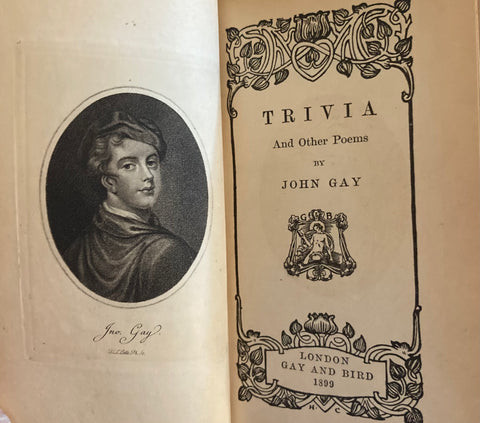 Jno. Gay.
TRIVIA
And Other Poems
BY
JOHN GAY
G B
LONDON
GAY AND BIRD
1899
H C